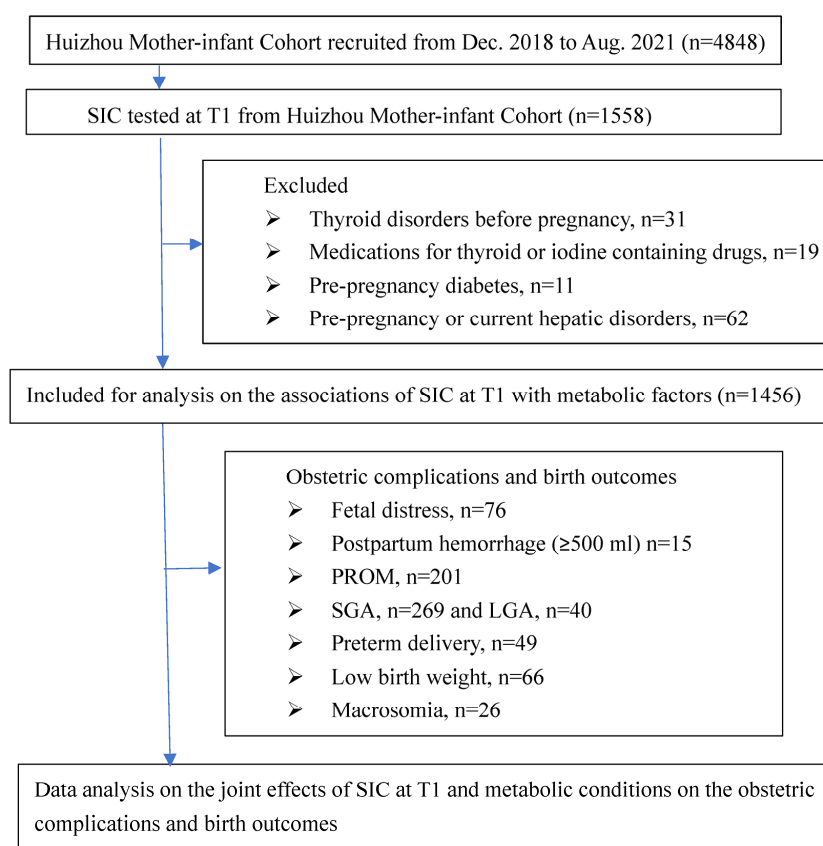 Huizhou Mother-infant Cohort recruited from Dec. 2018 to Aug. 2021 (n=4848)
SIC tested at T1 from Huizhou Mother-infant Cohort (n=1558)
Excluded
➢ Thyroid disorders before pregnancy, n=31
➢ Medications for thyroid or iodine containing drugs, n=19
➢ Pre-pregnancy diabetes, n=11
➢ Pre-pregnancy or current hepatic disorders, n=62
Included for analysis on the associations of SIC at T1 with metabolic factors (n=1456)
Obstetric complications and birth outcomes
➢ Fetal distress, n=76
➢ Postpartum hemorrhage (≥500 ml) n=15
➢ PROM, n=201
➢ SGA, n=269 and LGA, n=40
➢ Preterm delivery, n=49
➢ Low birth weight, n=66
➢ Macrosomia, n=26
Data analysis on the joint effects of SIC at T1 and metabolic conditions on the obstetric
complications and birth outcomes